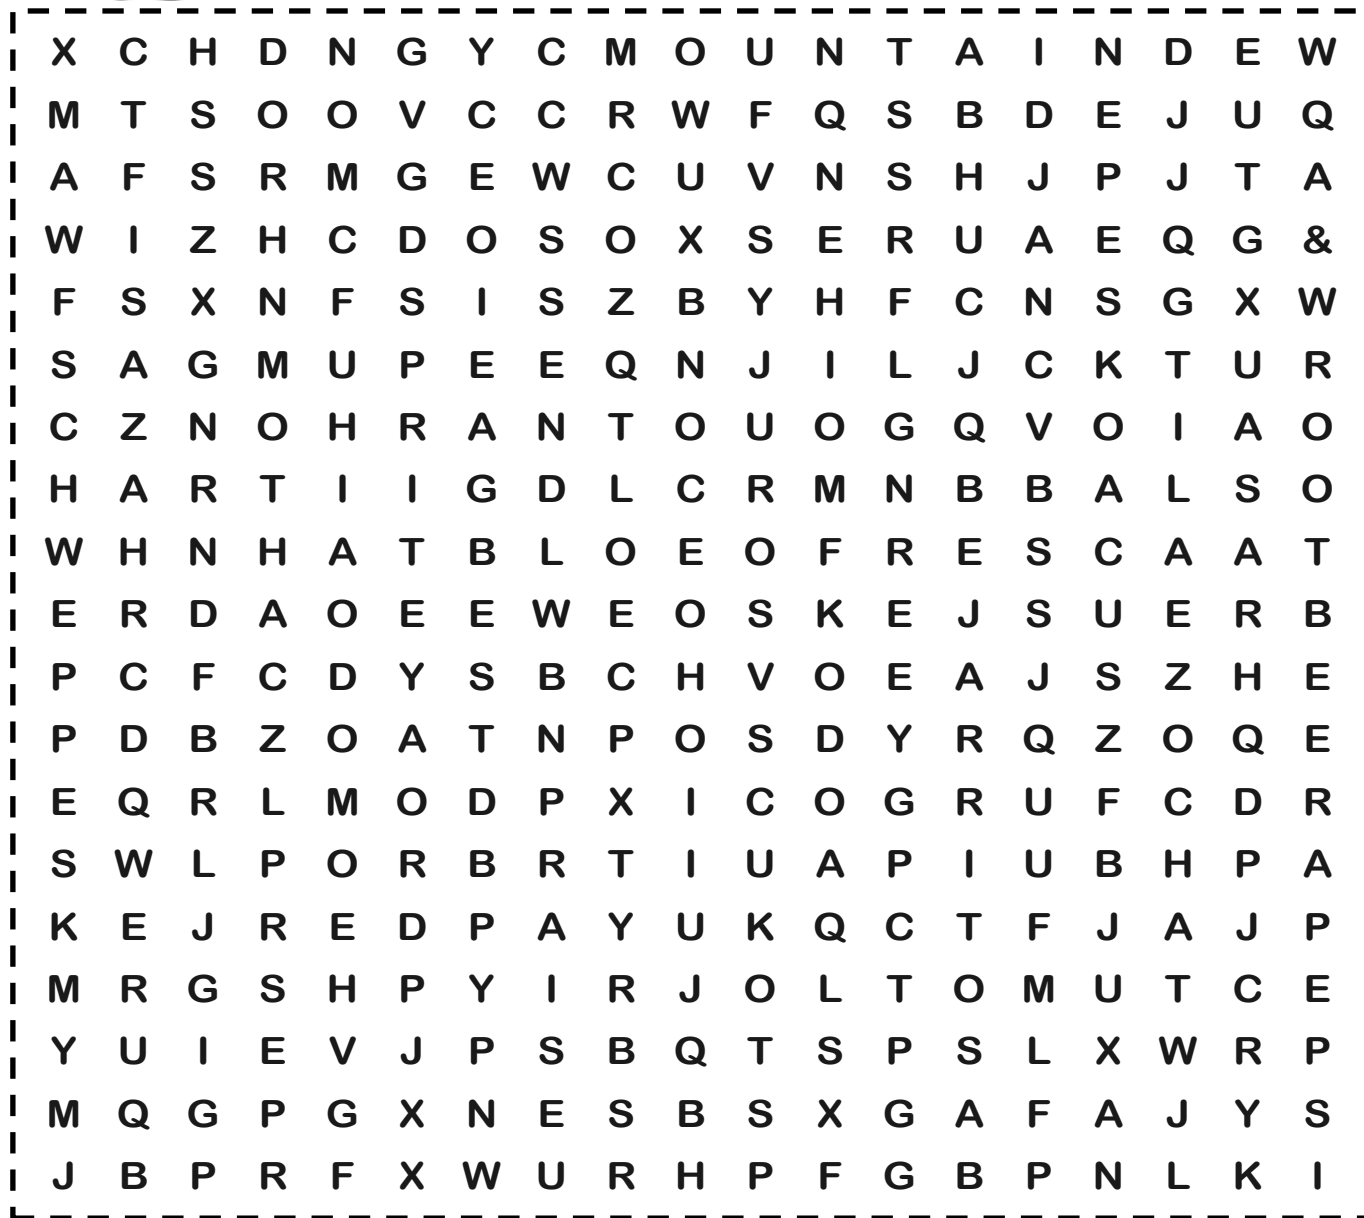 X C H D N G Y C M O U N T A I N D E W
M T S O O V C C R W F Q S B D E J U Q
A F S R M G E W C U V N S H J P J T A
W I Z H C D O S O X S E R U A E Q G &
F S X N F S I S Z B Y H F C N S G X W
S A G M U P E E Q N J I L J C K T U R
C Z N O H R A N T O U O G Q V O I A O
H A R T I I G D L C R M N B B A L S O
W H N H A T B L O E O F R E S C A A T
E R D A O E E W E O S K E J S U E R B
P C F C D Y S B C H V O E A J S Z H E
P D B Z O A T N P O S D Y R Q Z O Q E
E Q R L M O D P X I C O G R U F C D R
S W L P O R B R T I U A P I U B H P A
K E J R E D P A Y U K Q C T F J A J P
M R G S H P Y I R J O L T O M U T C E
Y U I E V J P S B Q T S P S L X W R P
M Q G P G X N E S B S X G A F A J Y S
J B P R F X W U R H P F G B P N L K I